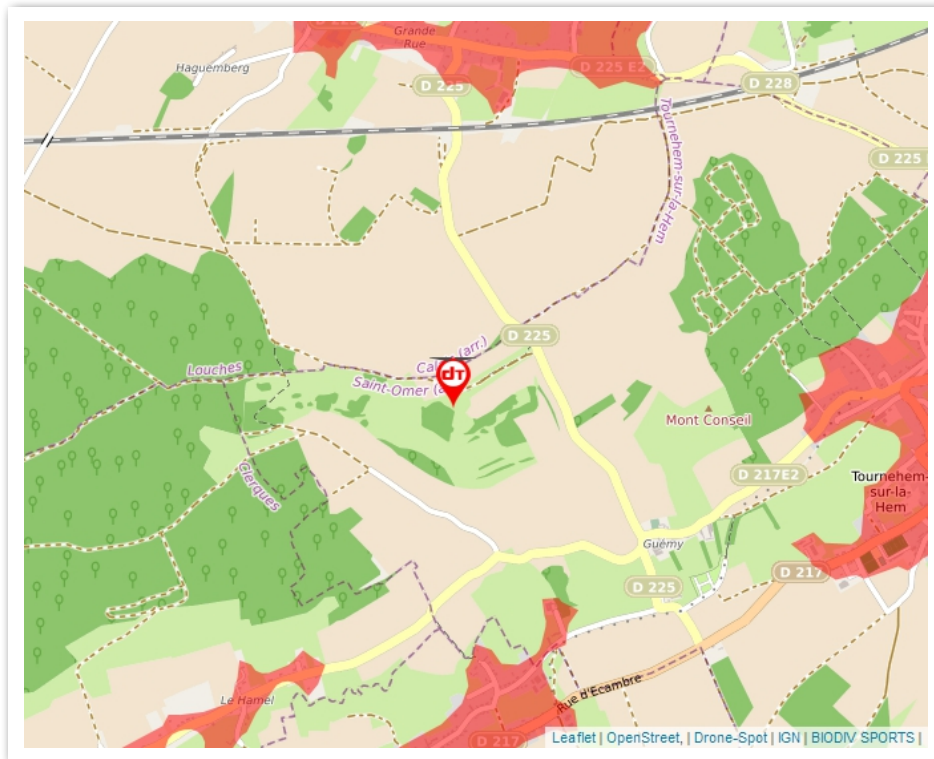 Grande
Rue
D 225 E2
Haguemberg
D 225
D 228
Tournehem-sur-la-Hem
D 225
Louches
Saint-Omer
Clerques
Mont Conseil
D 217E2
Tournehem-
sur-la-
Hem
Guémy
D 217
D 225
Le Hamel
Rue d'Ecambre
D 217
Leaflet | OpenStreet, | Drone-Spot | IGN | BIODIV SPORTS |